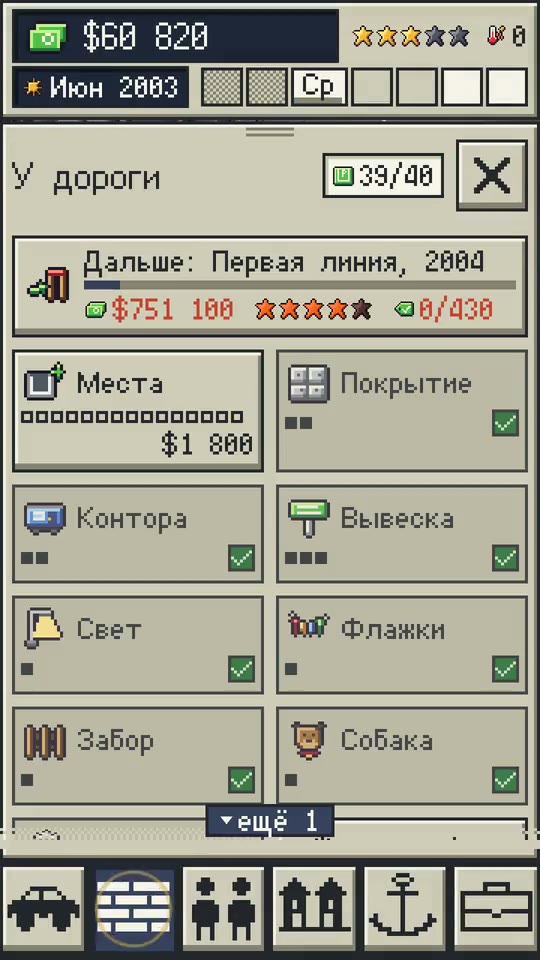 $60 820
0
Июн 2003
Ср
У дороги
39/40
Дальше: Первая линия, 2004
$751 100
0/430
Места
$1 800
Покрытие
Контора
Вывеска
Свет
Флажки
Забор
Собака
ещё 1